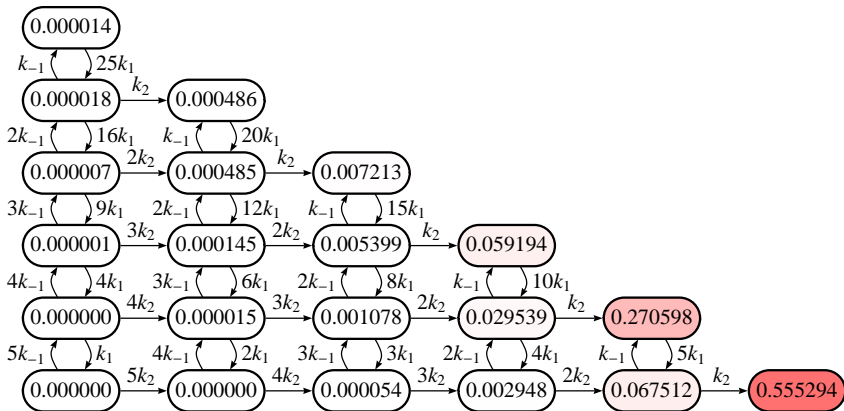 0.000014
k₋₁ 25k₁
k₂
0.000018 0.000486
2k₋₁ 16k₁ k₋₁ 20k₁
2k₂ k₂
0.000007 0.000485 0.007213
3k₋₁ 9k₁ 2k₋₁ 12k₁ k₋₁ 15k₁
3k₂ 2k₂ k₂
0.000001 0.000145 0.005399 0.059194
4k₋₁ 4k₁ 3k₋₁ 6k₁ 2k₋₁ 8k₁ k₋₁ 10k₁
4k₂ 3k₂ 2k₂ k₂
0.000000 0.000015 0.001078 0.029539 0.270598
5k₋₁ k₁ 4k₋₁ 2k₁ 3k₋₁ 3k₁ 2k₋₁ 4k₁ k₋₁ 5k₁
5k₂ 4k₂ 3k₂ 2k₂ k₂
0.000000 0.000000 0.000054 0.002948 0.067512 0.555294